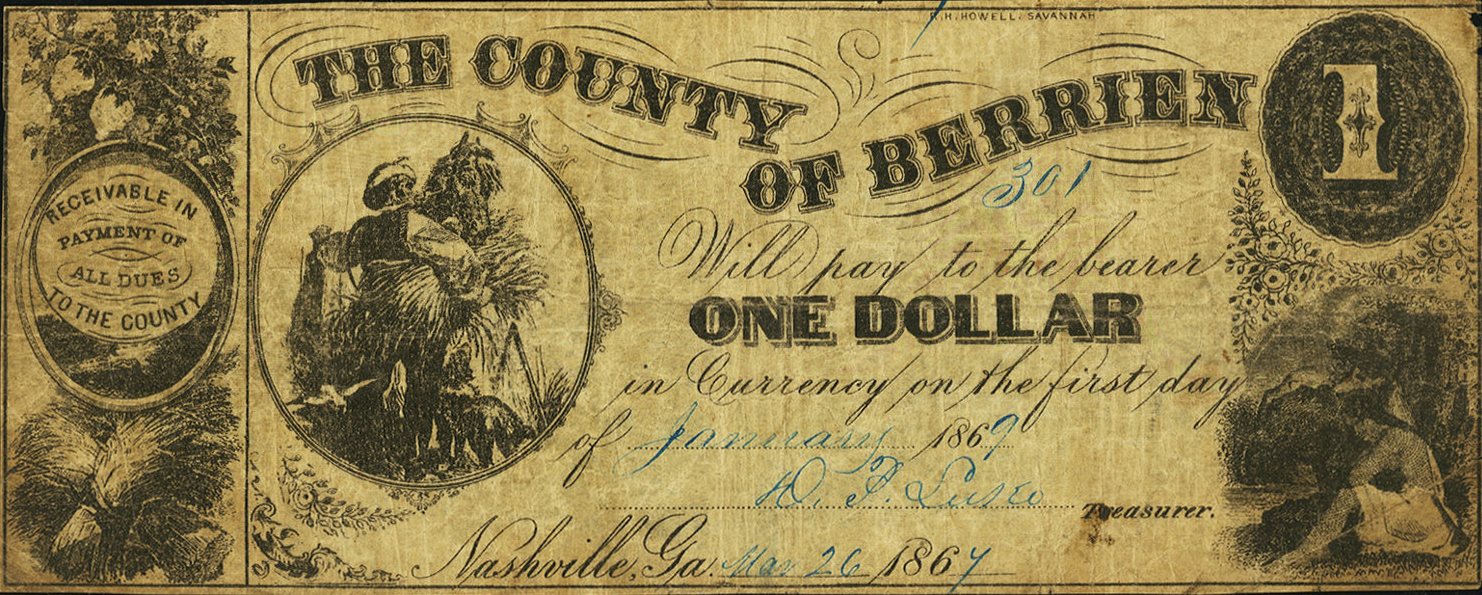 R.H. HOWELL. SAVANNAH
THE COUNTY OF BERRIEN
1
301
RECEIVABLE IN
PAYMENT OF
ALL DUES
TO THE COUNTY
Will pay to the bearer
ONE DOLLAR
in Currency on the first day
of January 1869
Treasurer.
Nashville, Ga. Mar 26 1867